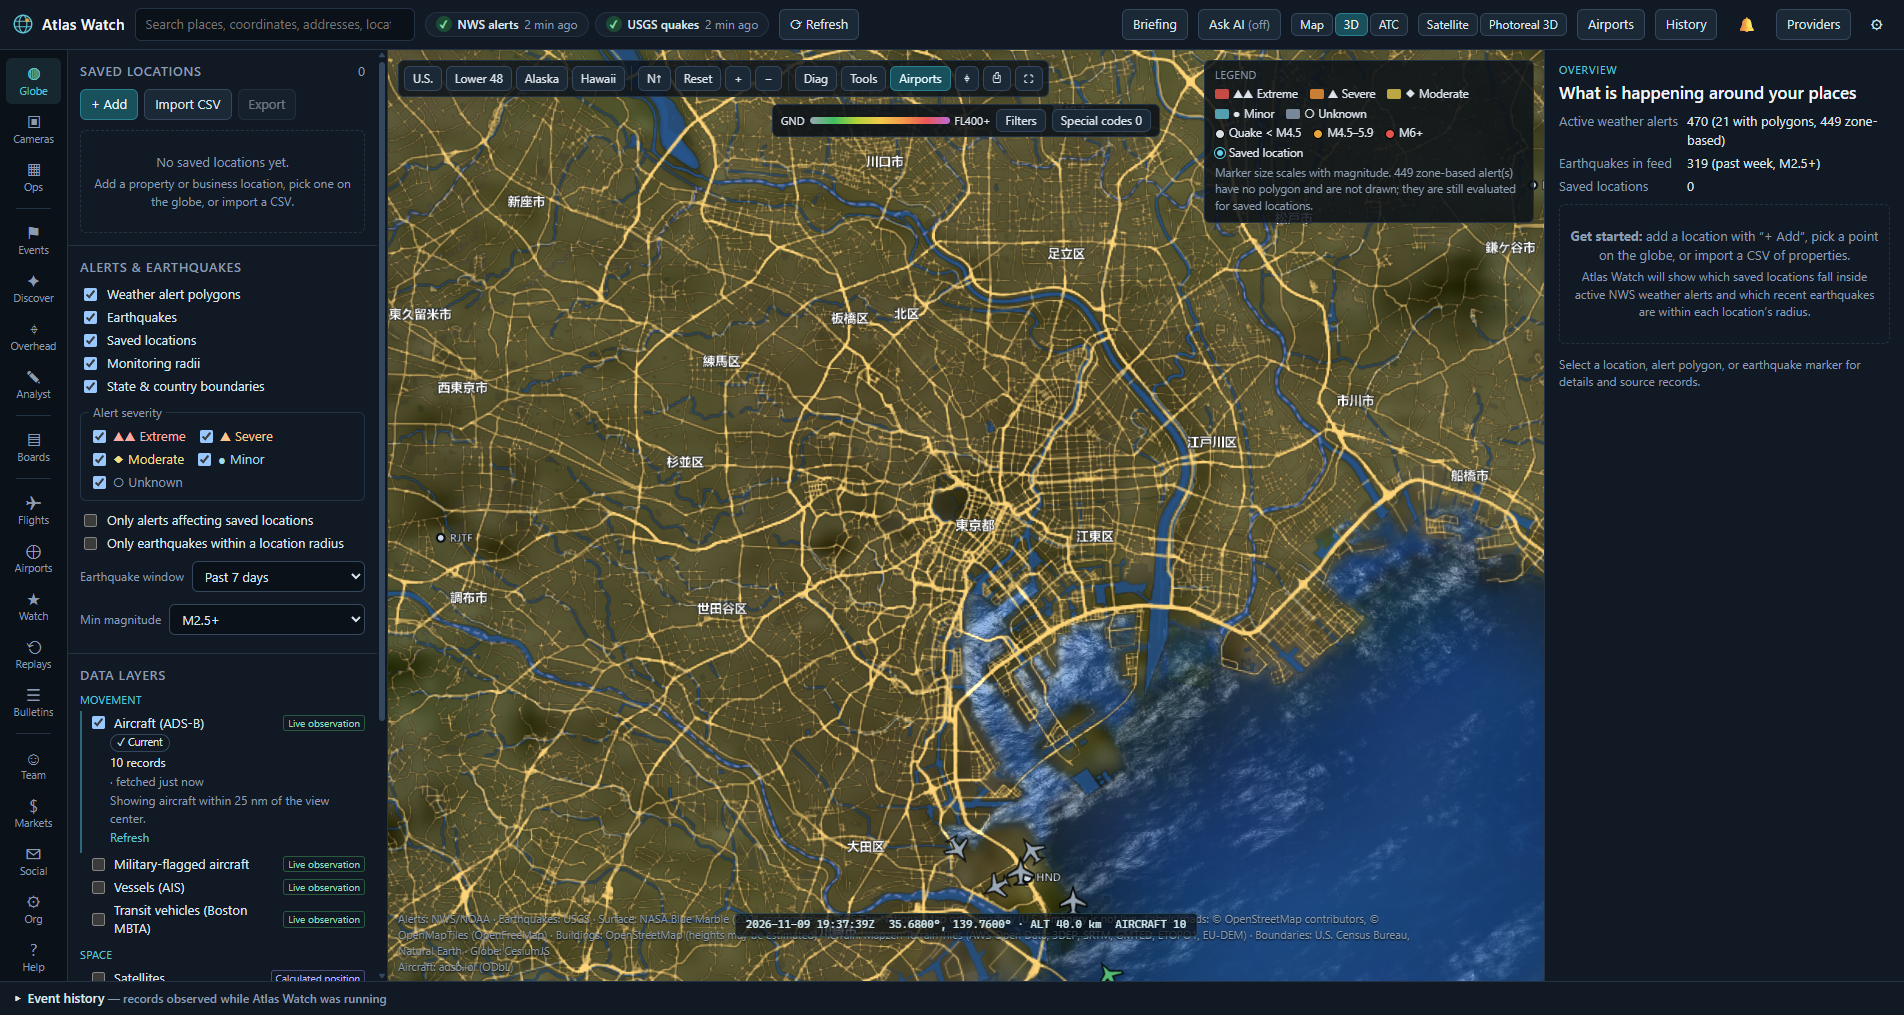 Atlas Watch
Search places, coordinates, addresses, locat
✓ NWS alerts 2 min ago
✓ USGS quakes 2 min ago
⟳ Refresh
Briefing
Ask AI (off)
Map 3D ATC
Satellite Photoreal 3D
Airports
History
Providers
Globe
Cameras
Ops
Events
Discover
Overhead
Analyst
Boards
Flights
Airports
Watch
Replays
Bulletins
Team
Markets
Social
Org
Help
SAVED LOCATIONS 0
+ Add Import CSV Export
No saved locations yet.
Add a property or business location, pick one on
the globe, or import a CSV.
ALERTS & EARTHQUAKES
Weather alert polygons
Earthquakes
Saved locations
Monitoring radii
State & country boundaries
Alert severity
▲▲ Extreme ▲ Severe
◆ Moderate ● Minor
○ Unknown
Only alerts affecting saved locations
Only earthquakes within a location radius
Earthquake window Past 7 days
Min magnitude M2.5+
DATA LAYERS
MOVEMENT
Aircraft (ADS-B) Live observation
✓ Current
10 records
· fetched just now
Showing aircraft within 25 nm of the view
center.
Refresh
Military-flagged aircraft Live observation
Vessels (AIS) Live observation
Transit vehicles (Boston
MBTA) Live observation
SPACE
Satellites Calculated position
U.S. Lower 48 Alaska Hawaii N↑ Reset + − Diag Tools Airports
GND FL400+ Filters Special codes 0
LEGEND
▲▲ Extreme ▲ Severe ◆ Moderate
● Minor ○ Unknown
Quake < M4.5 M4.5–5.9 M6+
Saved location
Marker size scales with magnitude. 449 zone-based alert(s)
have no polygon and are not drawn; they are still evaluated
for saved locations.
川口市
新座市
松戸市
鎌ケ谷市
足立区
東久留米市
板橋区
北区
練馬区
西東京市
市川市
江戸川区
杉並区
船橋市
東京都
江東区
RJTF
調布市
世田谷区
大田区
HND
Alerts: NWS/NOAA · Earthquakes: USGS · Surface: NASA Blue Marble
© OpenStreetMap contributors, ©
2026-11-09 19:37:39Z 35.6800°, 139.7600° · ALT 40.0 km AIRCRAFT 10
OpenMapTiles (OpenFreeMap) · Buildings: OpenStreetMap (heights may be estimated)
EU-DEM) · Boundaries: U.S. Census Bureau,
Natural Earth · Globe: CesiumJS
Aircraft: adsb.lol (ODbL)
OVERVIEW
What is happening around your places
Active weather alerts 470 (21 with polygons, 449 zone-
based)
Earthquakes in feed 319 (past week, M2.5+)
Saved locations 0
Get started: add a location with “+ Add”, pick a point
on the globe, or import a CSV of properties.
Atlas Watch will show which saved locations fall inside
active NWS weather alerts and which recent earthquakes
are within each location’s radius.
Select a location, alert polygon, or earthquake marker for
details and source records.
▸ Event history — records observed while Atlas Watch was running